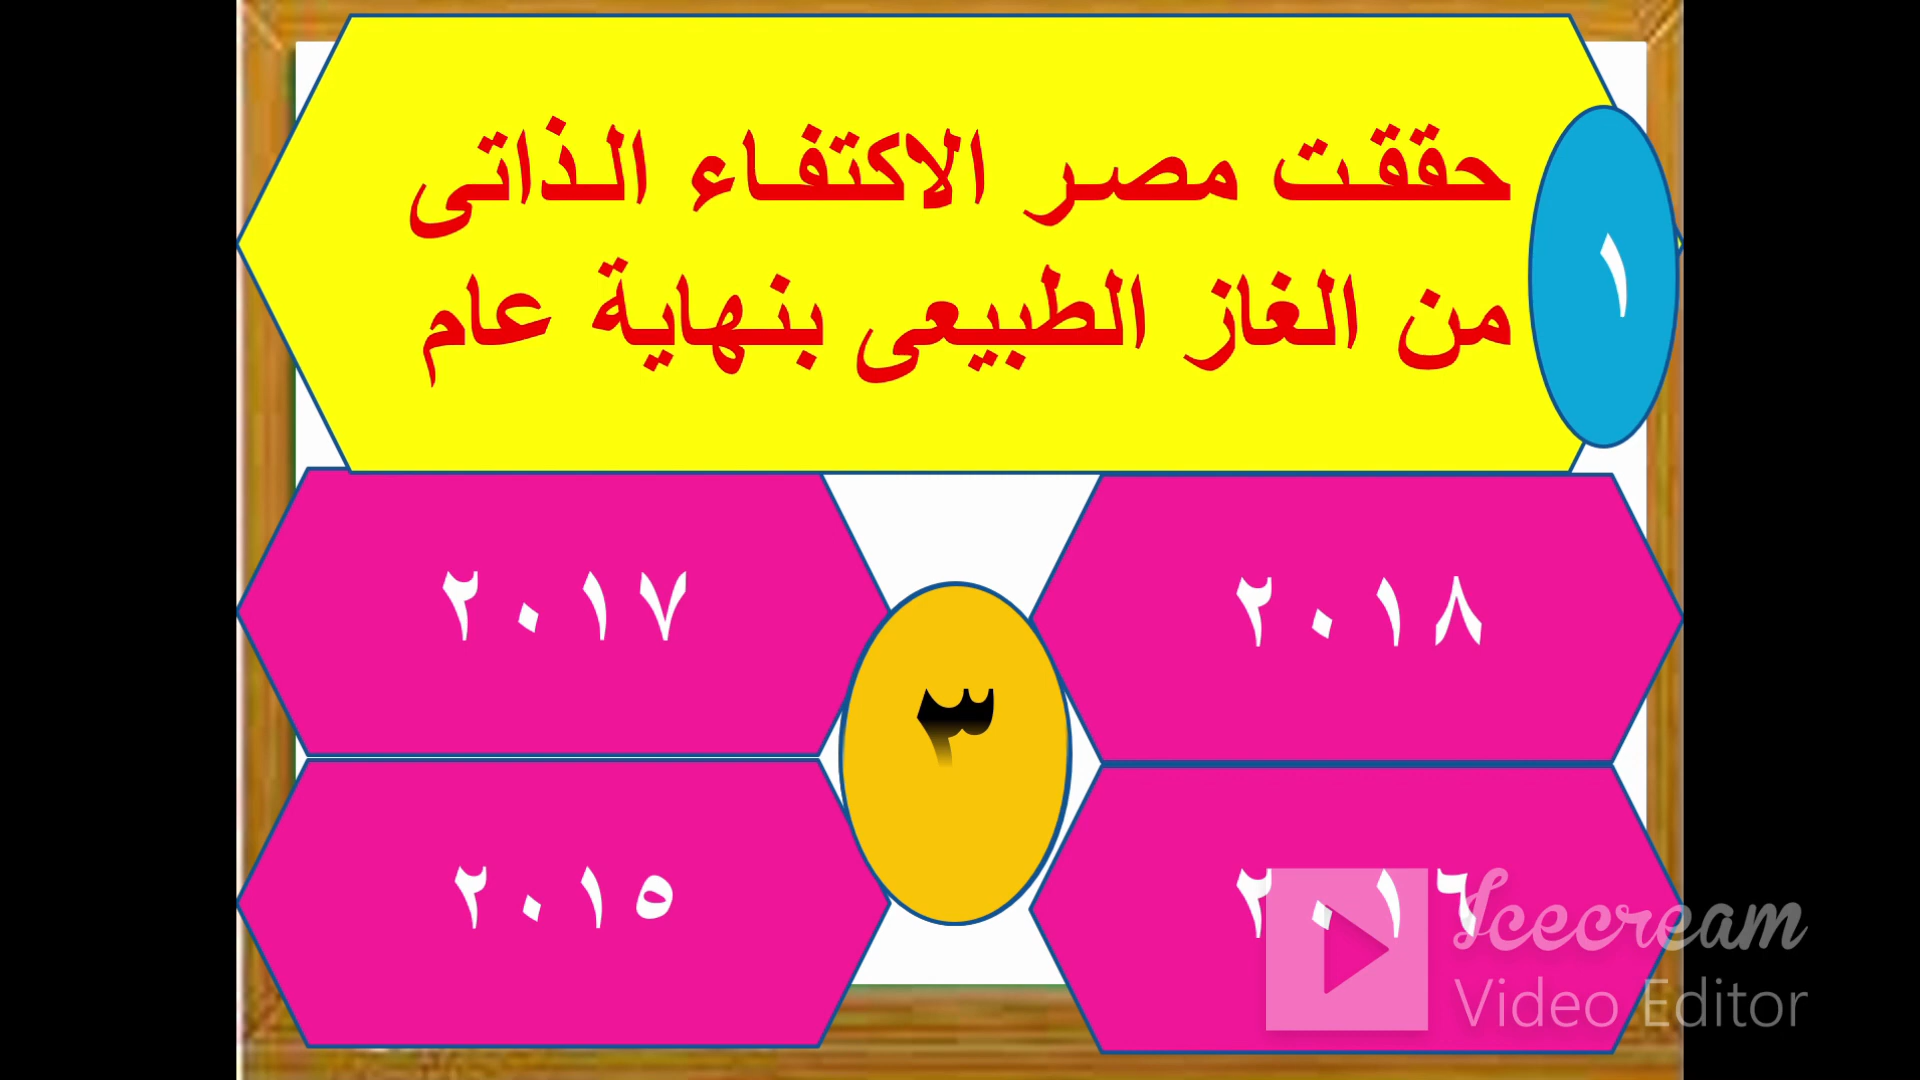 ١
حققت مصر الاكتفاء الذاتى
من الغاز الطبيعى بنهاية عام
٢٠١٨
٢٠١٧
٣
٢٠١٦
٢٠١٥
Icecream
Video Editor